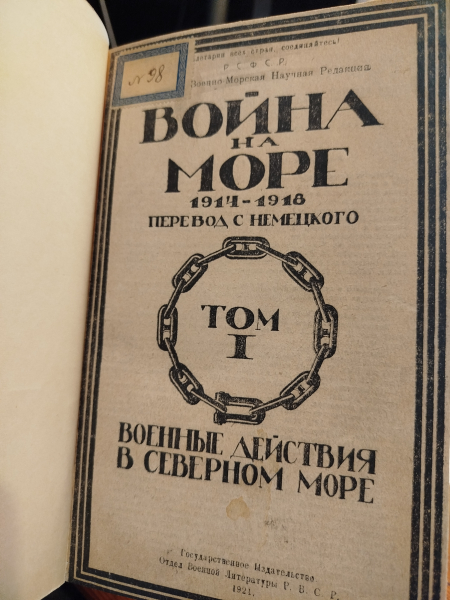 № 98
пролетарии всех стран, соединяйтесь!
Р С Ф С Р.
Военно-Морская Научная Редакция
ВОЙНА
НА
МОРЕ
1914-1918
ПЕРЕВОД С НЕМЕЦКОГО
ТОМ
I
ВОЕННЫЕ ДЕЙСТВИЯ
В СЕВЕРНОМ МОРЕ
Государственное Издательство
Отдел Военной Литературы Р. В. С. Р.
1921.